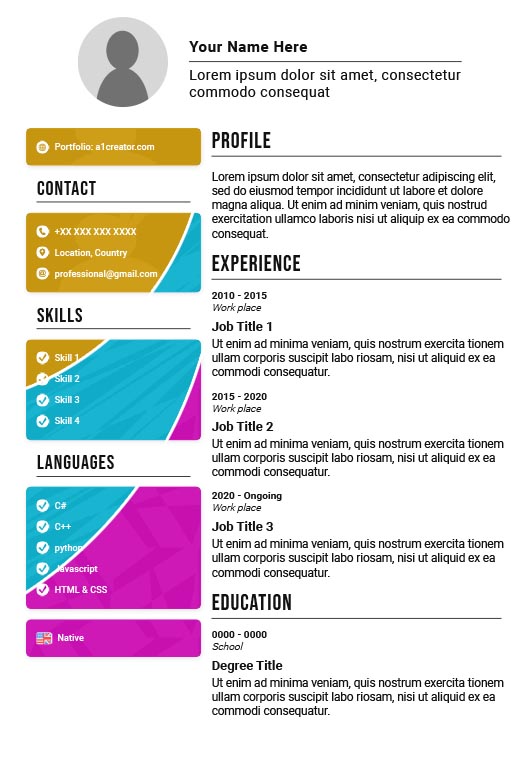 Your Name Here
Lorem ipsum dolor sit amet, consectetur
commodo consequat
Portfolio: a1creator.com
CONTACT
+XX XXX XXX XXXX
Location, Country
professional@gmail.com
SKILLS
Skill 1
Skill 2
Skill 3
Skill 4
LANGUAGES
C#
C++
python
Javascript
HTML & CSS
Native
PROFILE
Lorem ipsum dolor sit amet, consectetur adipiscing elit,
sed do eiusmod tempor incididunt ut labore et dolore
magna aliqua. Ut enim ad minim veniam, quis nostrud
exercitation ullamco laboris nisi ut aliquip ex ea commodo
consequat.
EXPERIENCE
2010 - 2015
Work place
Job Title 1
Ut enim ad minima veniam, quis nostrum exercita tionem
ullam corporis suscipit labo riosam, nisi ut aliquid ex ea
commodi consequatur.
2015 - 2020
Work place
Job Title 2
Ut enim ad minima veniam, quis nostrum exercita tionem
ullam corporis suscipit labo riosam, nisi ut aliquid ex ea
commodi consequatur.
2020 - Ongoing
Work place
Job Title 3
Ut enim ad minima veniam, quis nostrum exercita tionem
ullam corporis suscipit labo riosam, nisi ut aliquid ex ea
commodi consequatur.
EDUCATION
0000 - 0000
School
Degree Title
Ut enim ad minima veniam, quis nostrum exercita tionem
ullam corporis suscipit labo riosam, nisi ut aliquid ex ea
commodi consequatur.